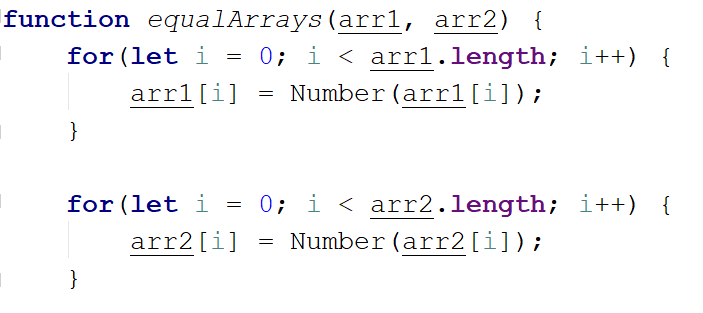 function equalArrays(arr1, arr2) {
    for(let i = 0; i < arr1.length; i++) {
        arr1[i] = Number(arr1[i]);
    }

    for(let i = 0; i < arr2.length; i++) {
        arr2[i] = Number(arr2[i]);
    }